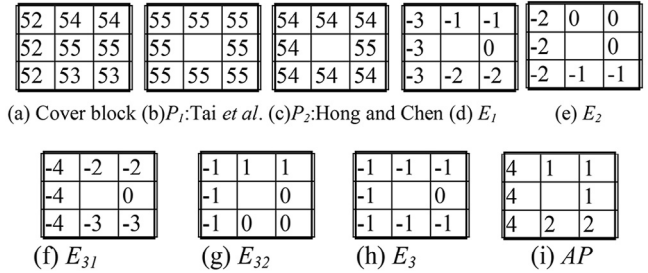 52 54 54 55 55 55 54 54 54 -3 -1 -1 -2 0 0
52 55 55 55 55 54 55 -3 0 -2 0
52 53 53 55 55 55 54 54 54 -3 -2 -2 -2 -1 -1
(a) Cover block (b)P1:Tai et al. (c)P2:Hong and Chen (d) E1 (e) E2
-4 -2 -2 -1 1 1 -1 -1 -1 4 1 1
-4 0 -1 0 -1 0 4 1
-4 -3 -3 -1 0 0 -1 -1 -1 4 2 2
(f) E31 (g) E32 (h) E3 (i) AP